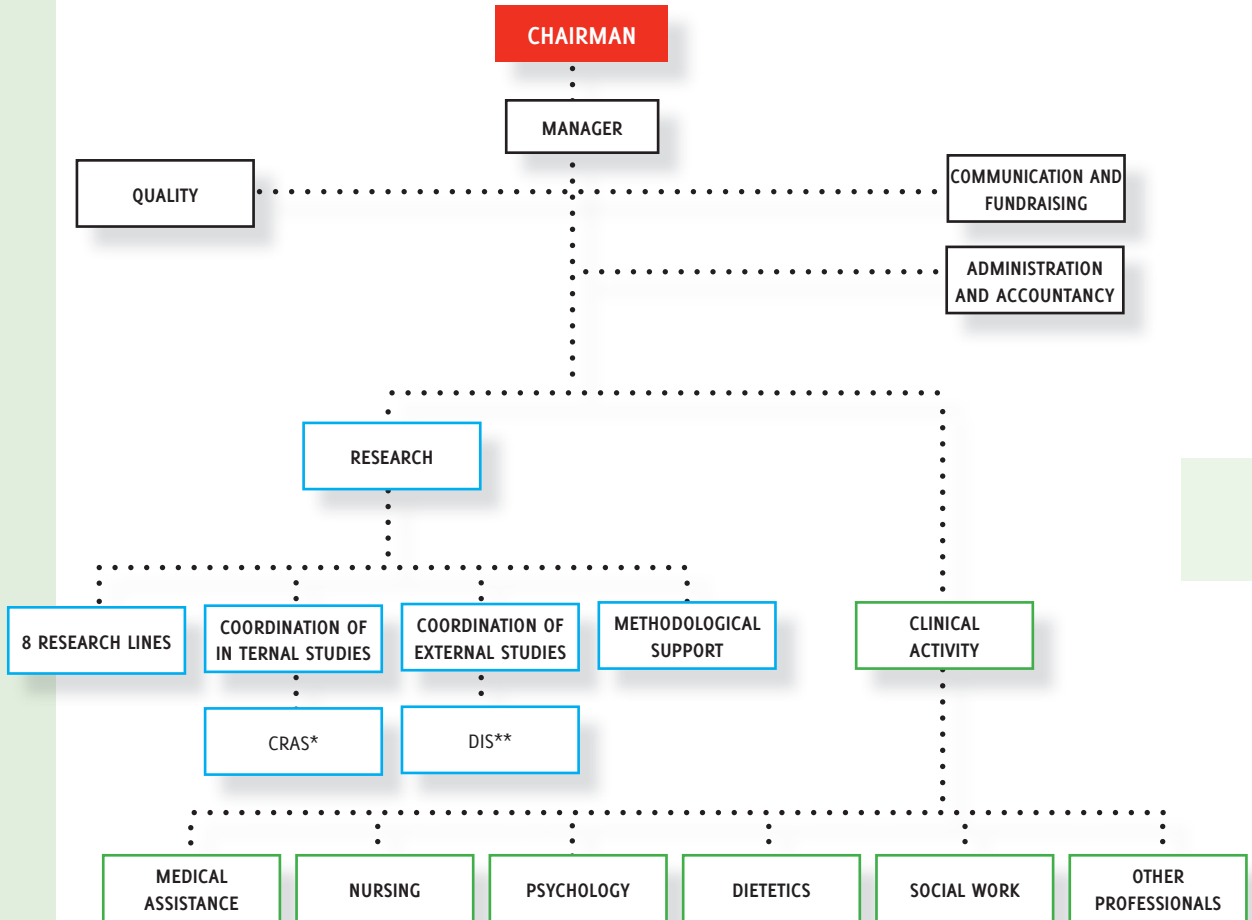 CHAIRMAN
MANAGER
QUALITY
COMMUNICATION AND
FUNDRAISING
ADMINISTRATION
AND ACCOUNTANCY
RESEARCH
8 RESEARCH LINES
COORDINATION OF
IN TERNAL STUDIES
COORDINATION OF
EXTERNAL STUDIES
METHODOLOGICAL
SUPPORT
CLINICAL
ACTIVITY
CRAS*
DIS**
MEDICAL
ASSISTANCE
NURSING
PSYCHOLOGY
DIETETICS
SOCIAL WORK
OTHER
PROFESSIONALS